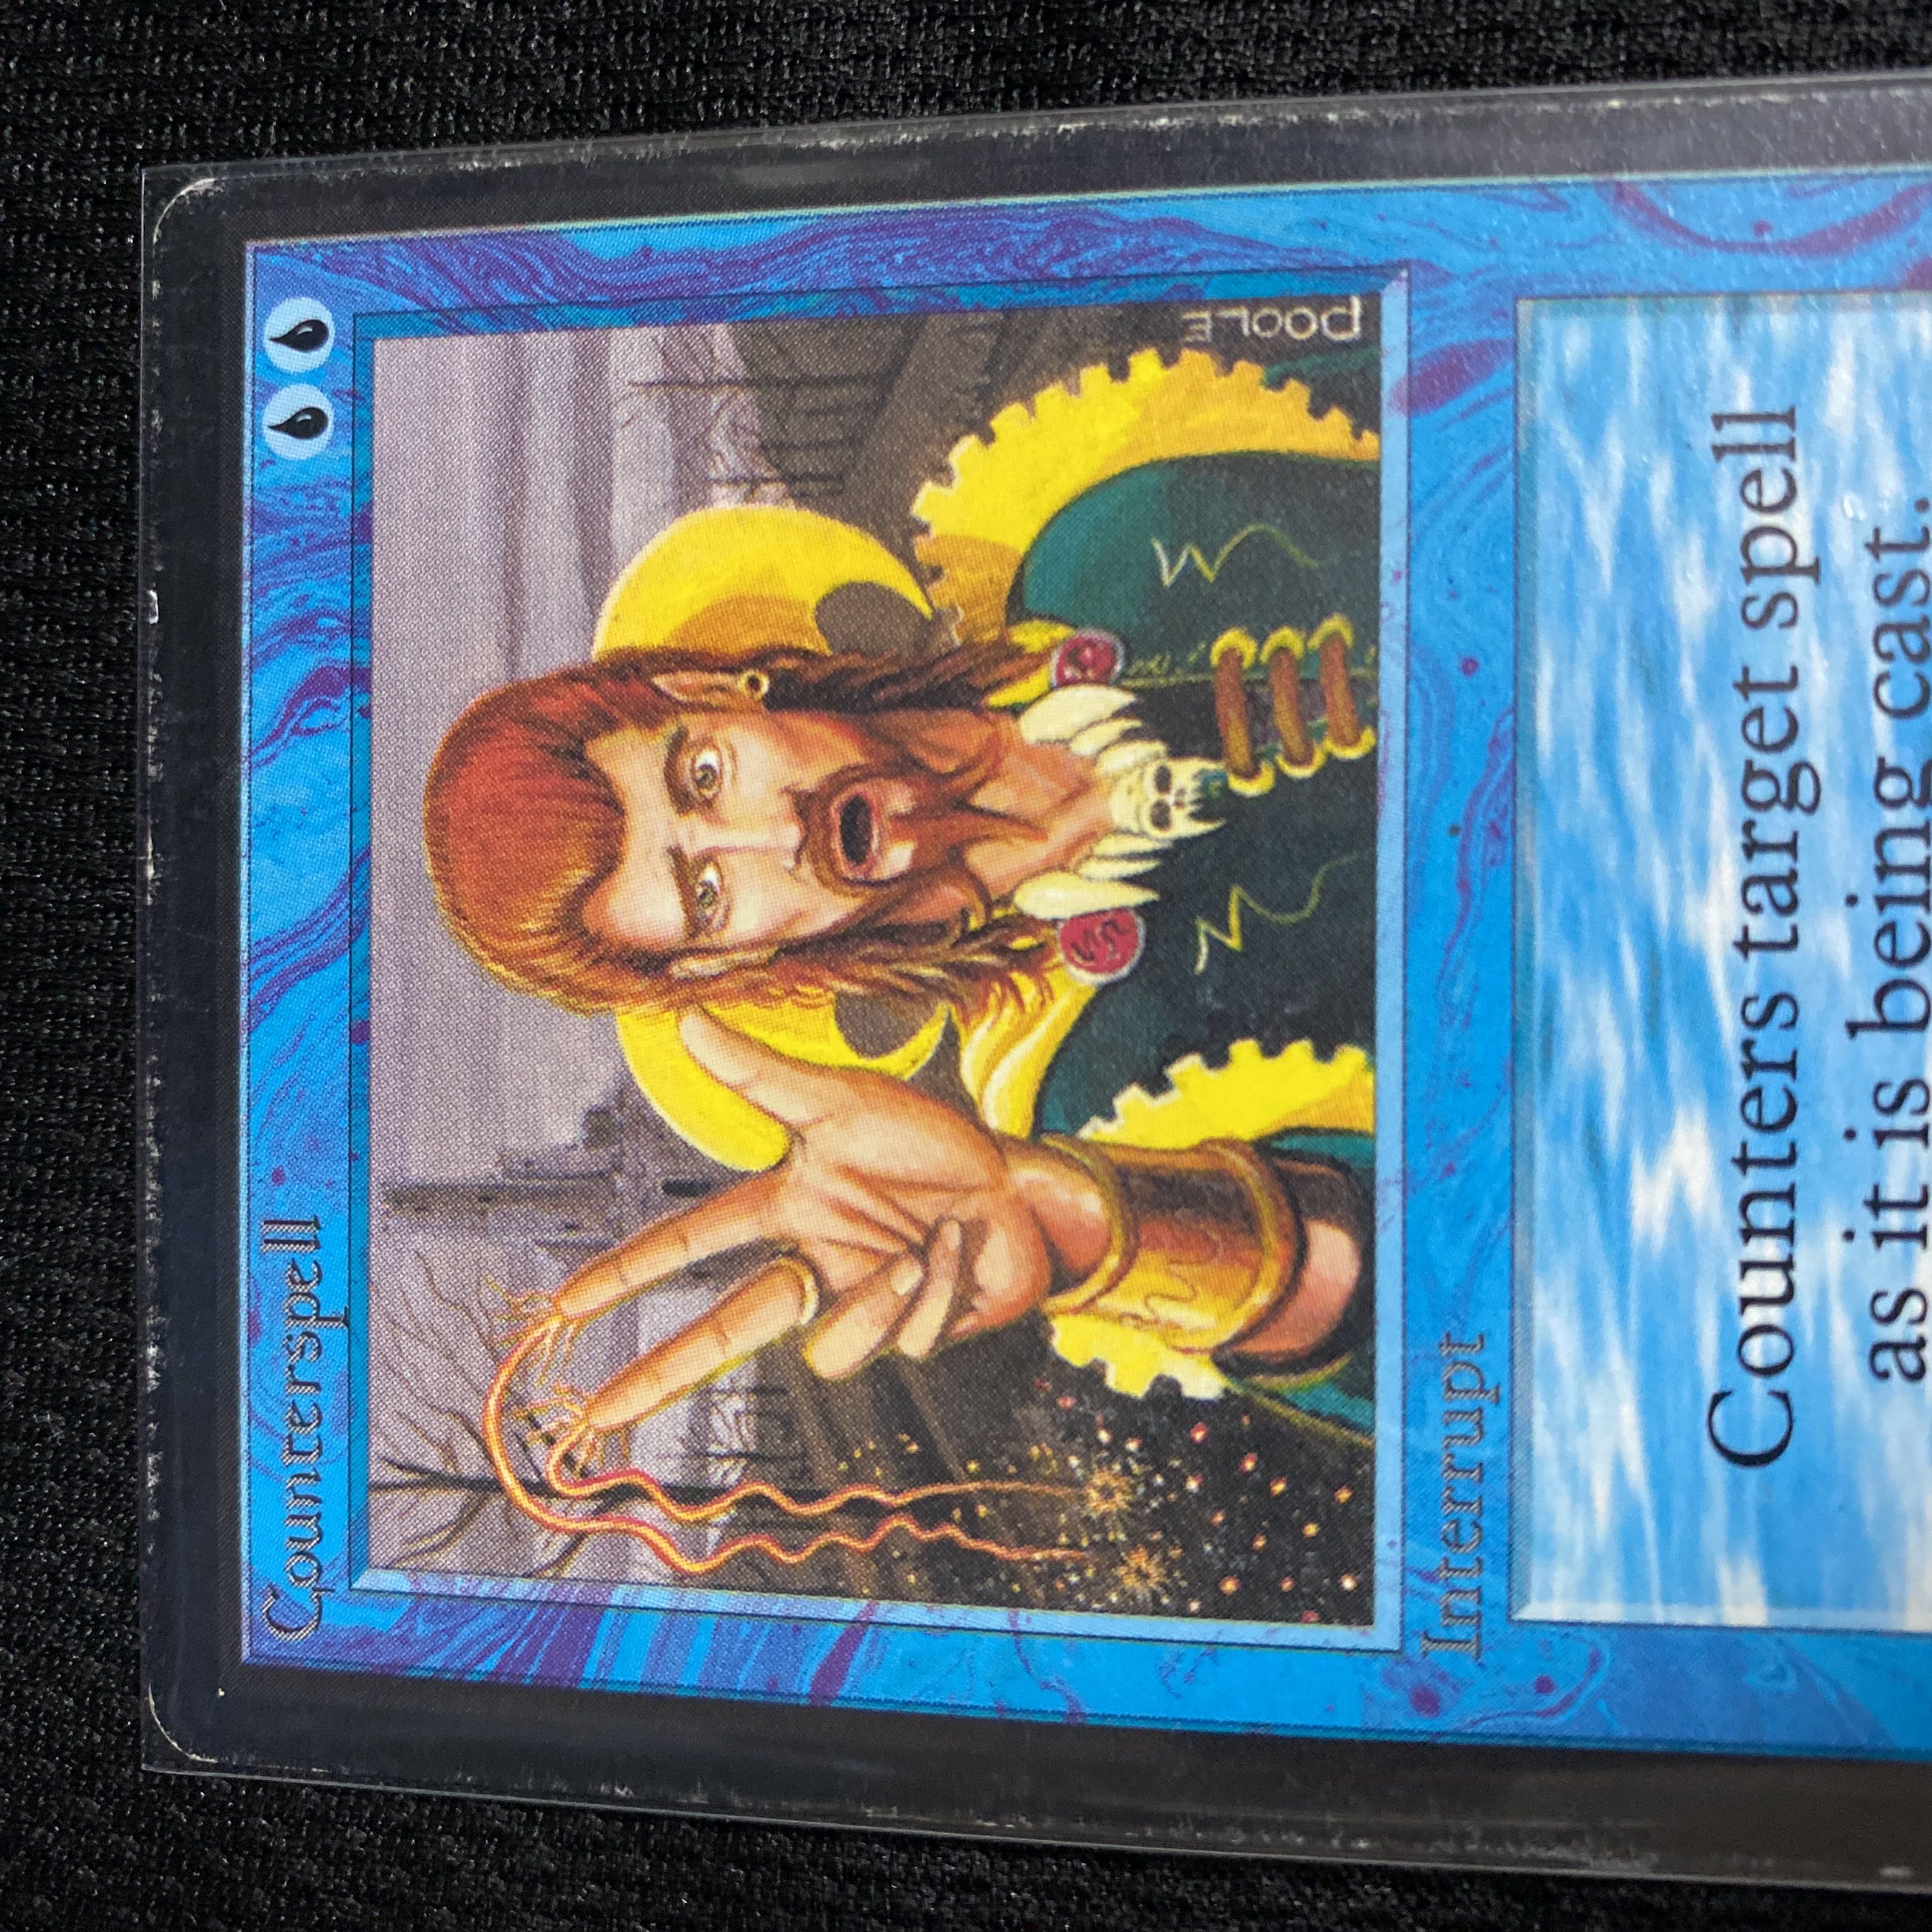 Counterspell
POOLE
Interrupt
Counters target spell
as it is being cast.